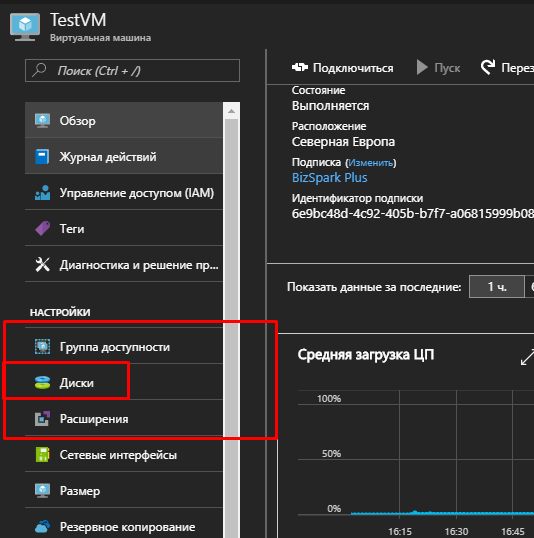 TestVM
Виртуальная машина
Поиск (Ctrl + /)
Обзор
Журнал действий
Управление доступом (IAM)
Теги
Диагностика и решение пр...
НАСТРОЙКИ
Группа доступности
Диски
Расширения
Сетевые интерфейсы
Размер
Резервное копирование
Подключиться
Пуск
Перез
Состояние
Выполняется
Расположение
Северная Европа
Подписка (Изменить)
BizSpark Plus
Идентификатор подписки
6e9bc48d-4c92-405b-b7f7-a06815999b08
Показать данные за последние:
1 ч.
Средняя загрузка ЦП
100%
50%
0%
16:15 16:30 16:45